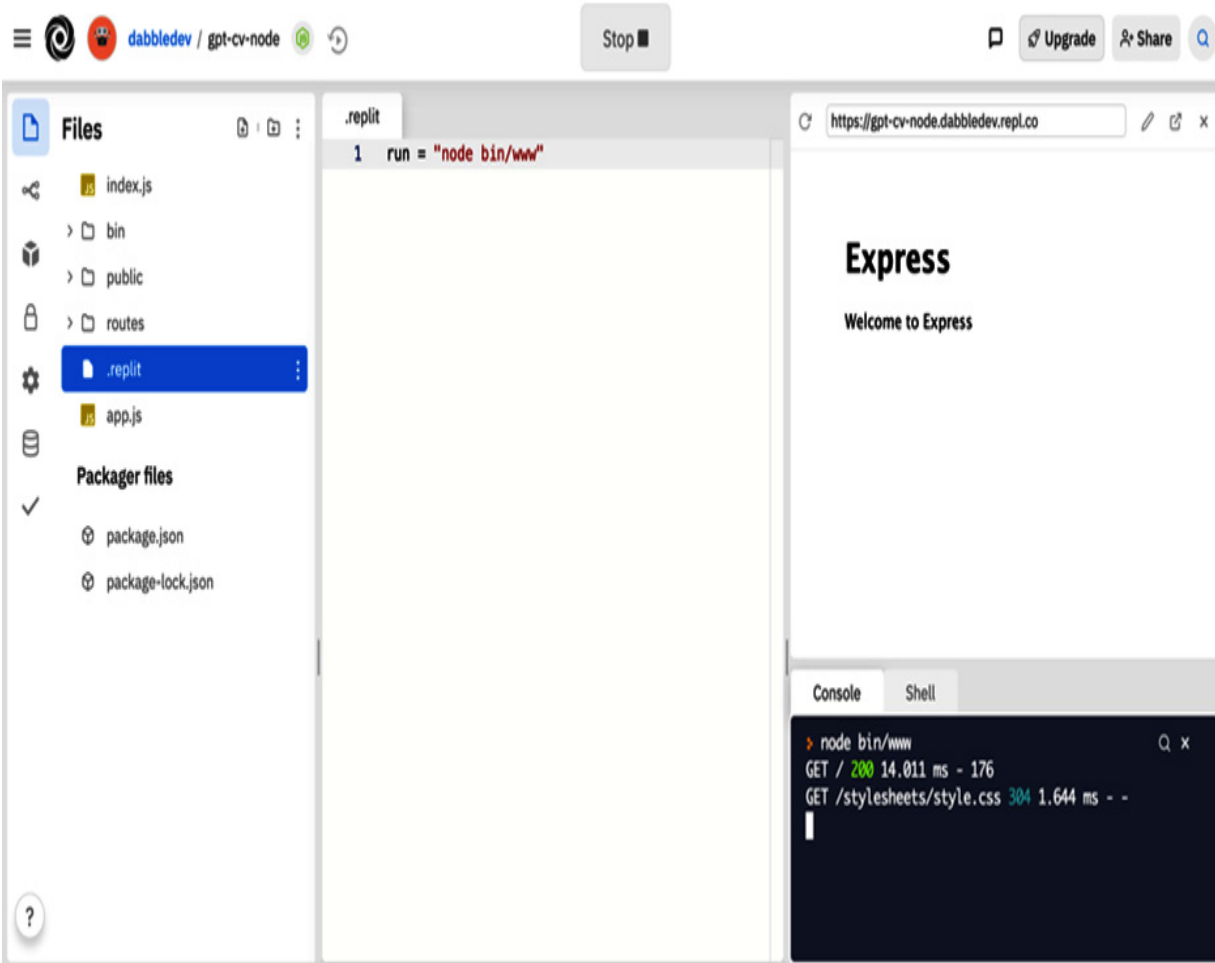 dabbledev / gpt-cv-node
Stop
Upgrade
Share
Files
index.js
bin
public
routes
.replit
app.js
Packager files
package.json
package-lock.json
?
.replit
1 run = "node bin/www"
https://gpt-cv-node.dabbledev.repl.co
Express
Welcome to Express
Console Shell
node bin/www
GET / 200 14.011 ms - 176
GET /stylesheets/style.css 304 1.644 ms - -